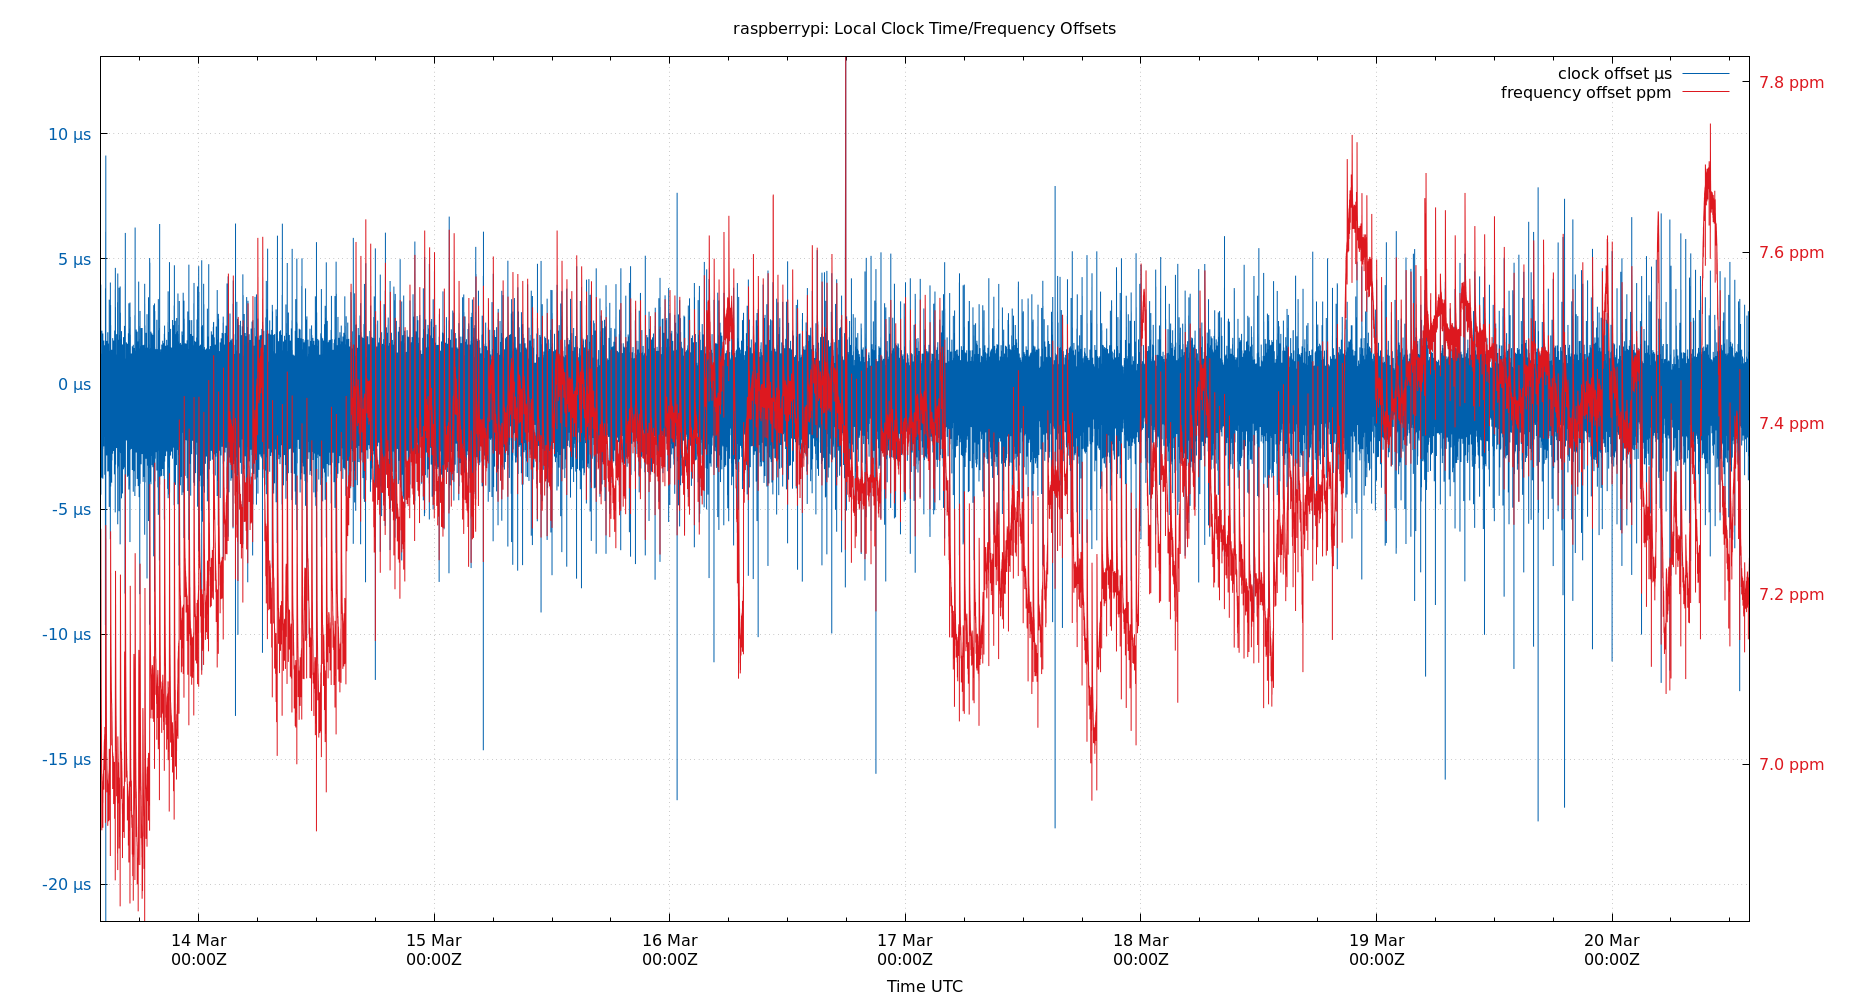 raspberrypi: Local Clock Time/Frequency Offsets
clock offset µs
frequency offset ppm
10 µs
5 µs
0 µs
-5 µs
-10 µs
-15 µs
-20 µs
7.8 ppm
7.6 ppm
7.4 ppm
7.2 ppm
7.0 ppm
14 Mar
00:00Z
15 Mar
00:00Z
16 Mar
00:00Z
17 Mar
00:00Z
18 Mar
00:00Z
19 Mar
00:00Z
20 Mar
00:00Z
Time UTC